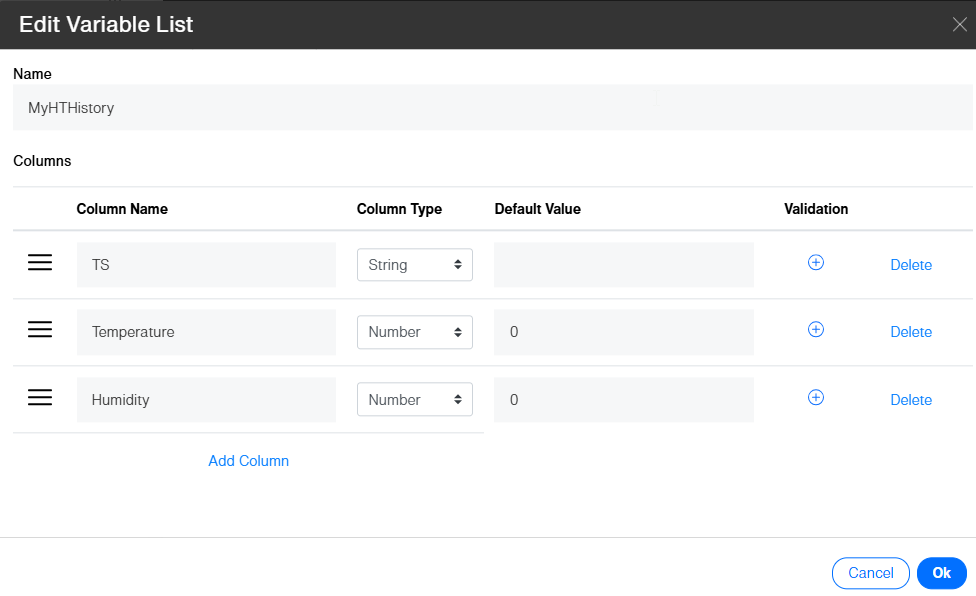 Edit Variable List
Name
MyHTHistory
Columns
Column Name Column Type Default Value Validation
TS String Delete
Temperature Number 0 Delete
Humidity Number 0 Delete
Add Column
Cancel Ok